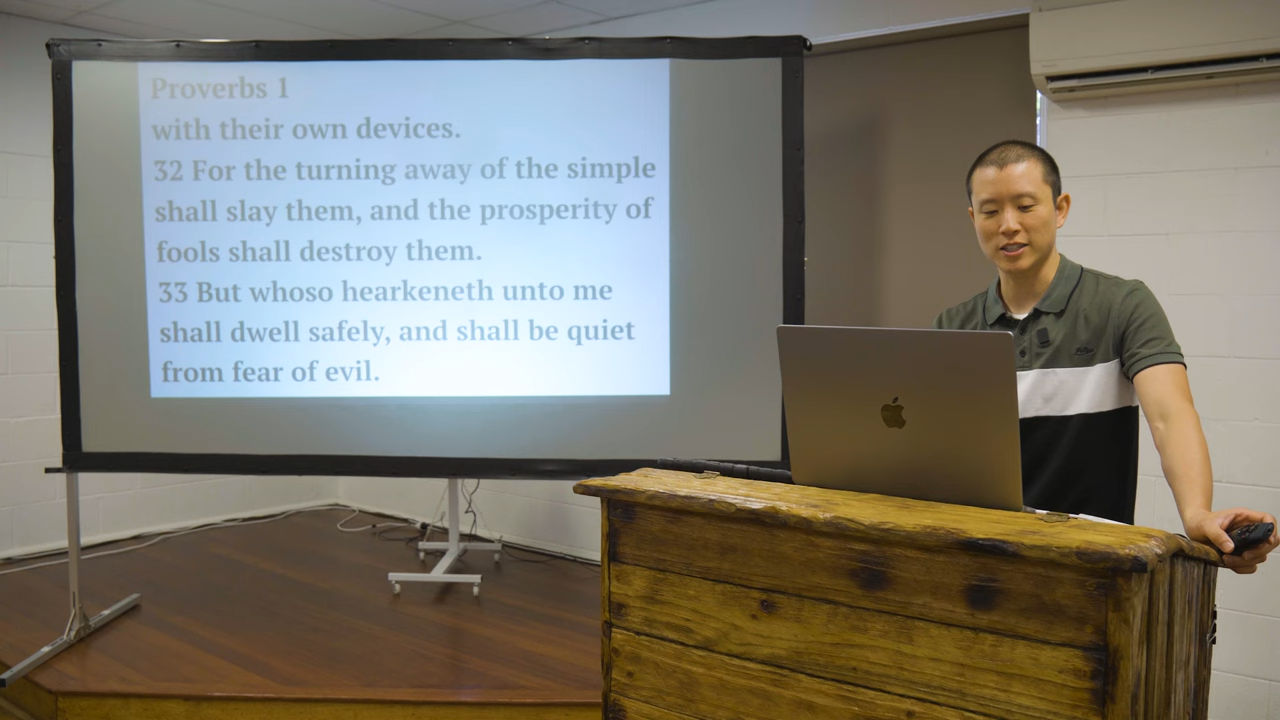 Proverbs 1
with their own devices.
32 For the turning away of the simple
shall slay them, and the prosperity of
fools shall destroy them.
33 But whoso hearkeneth unto me
shall dwell safely, and shall be quiet
from fear of evil.